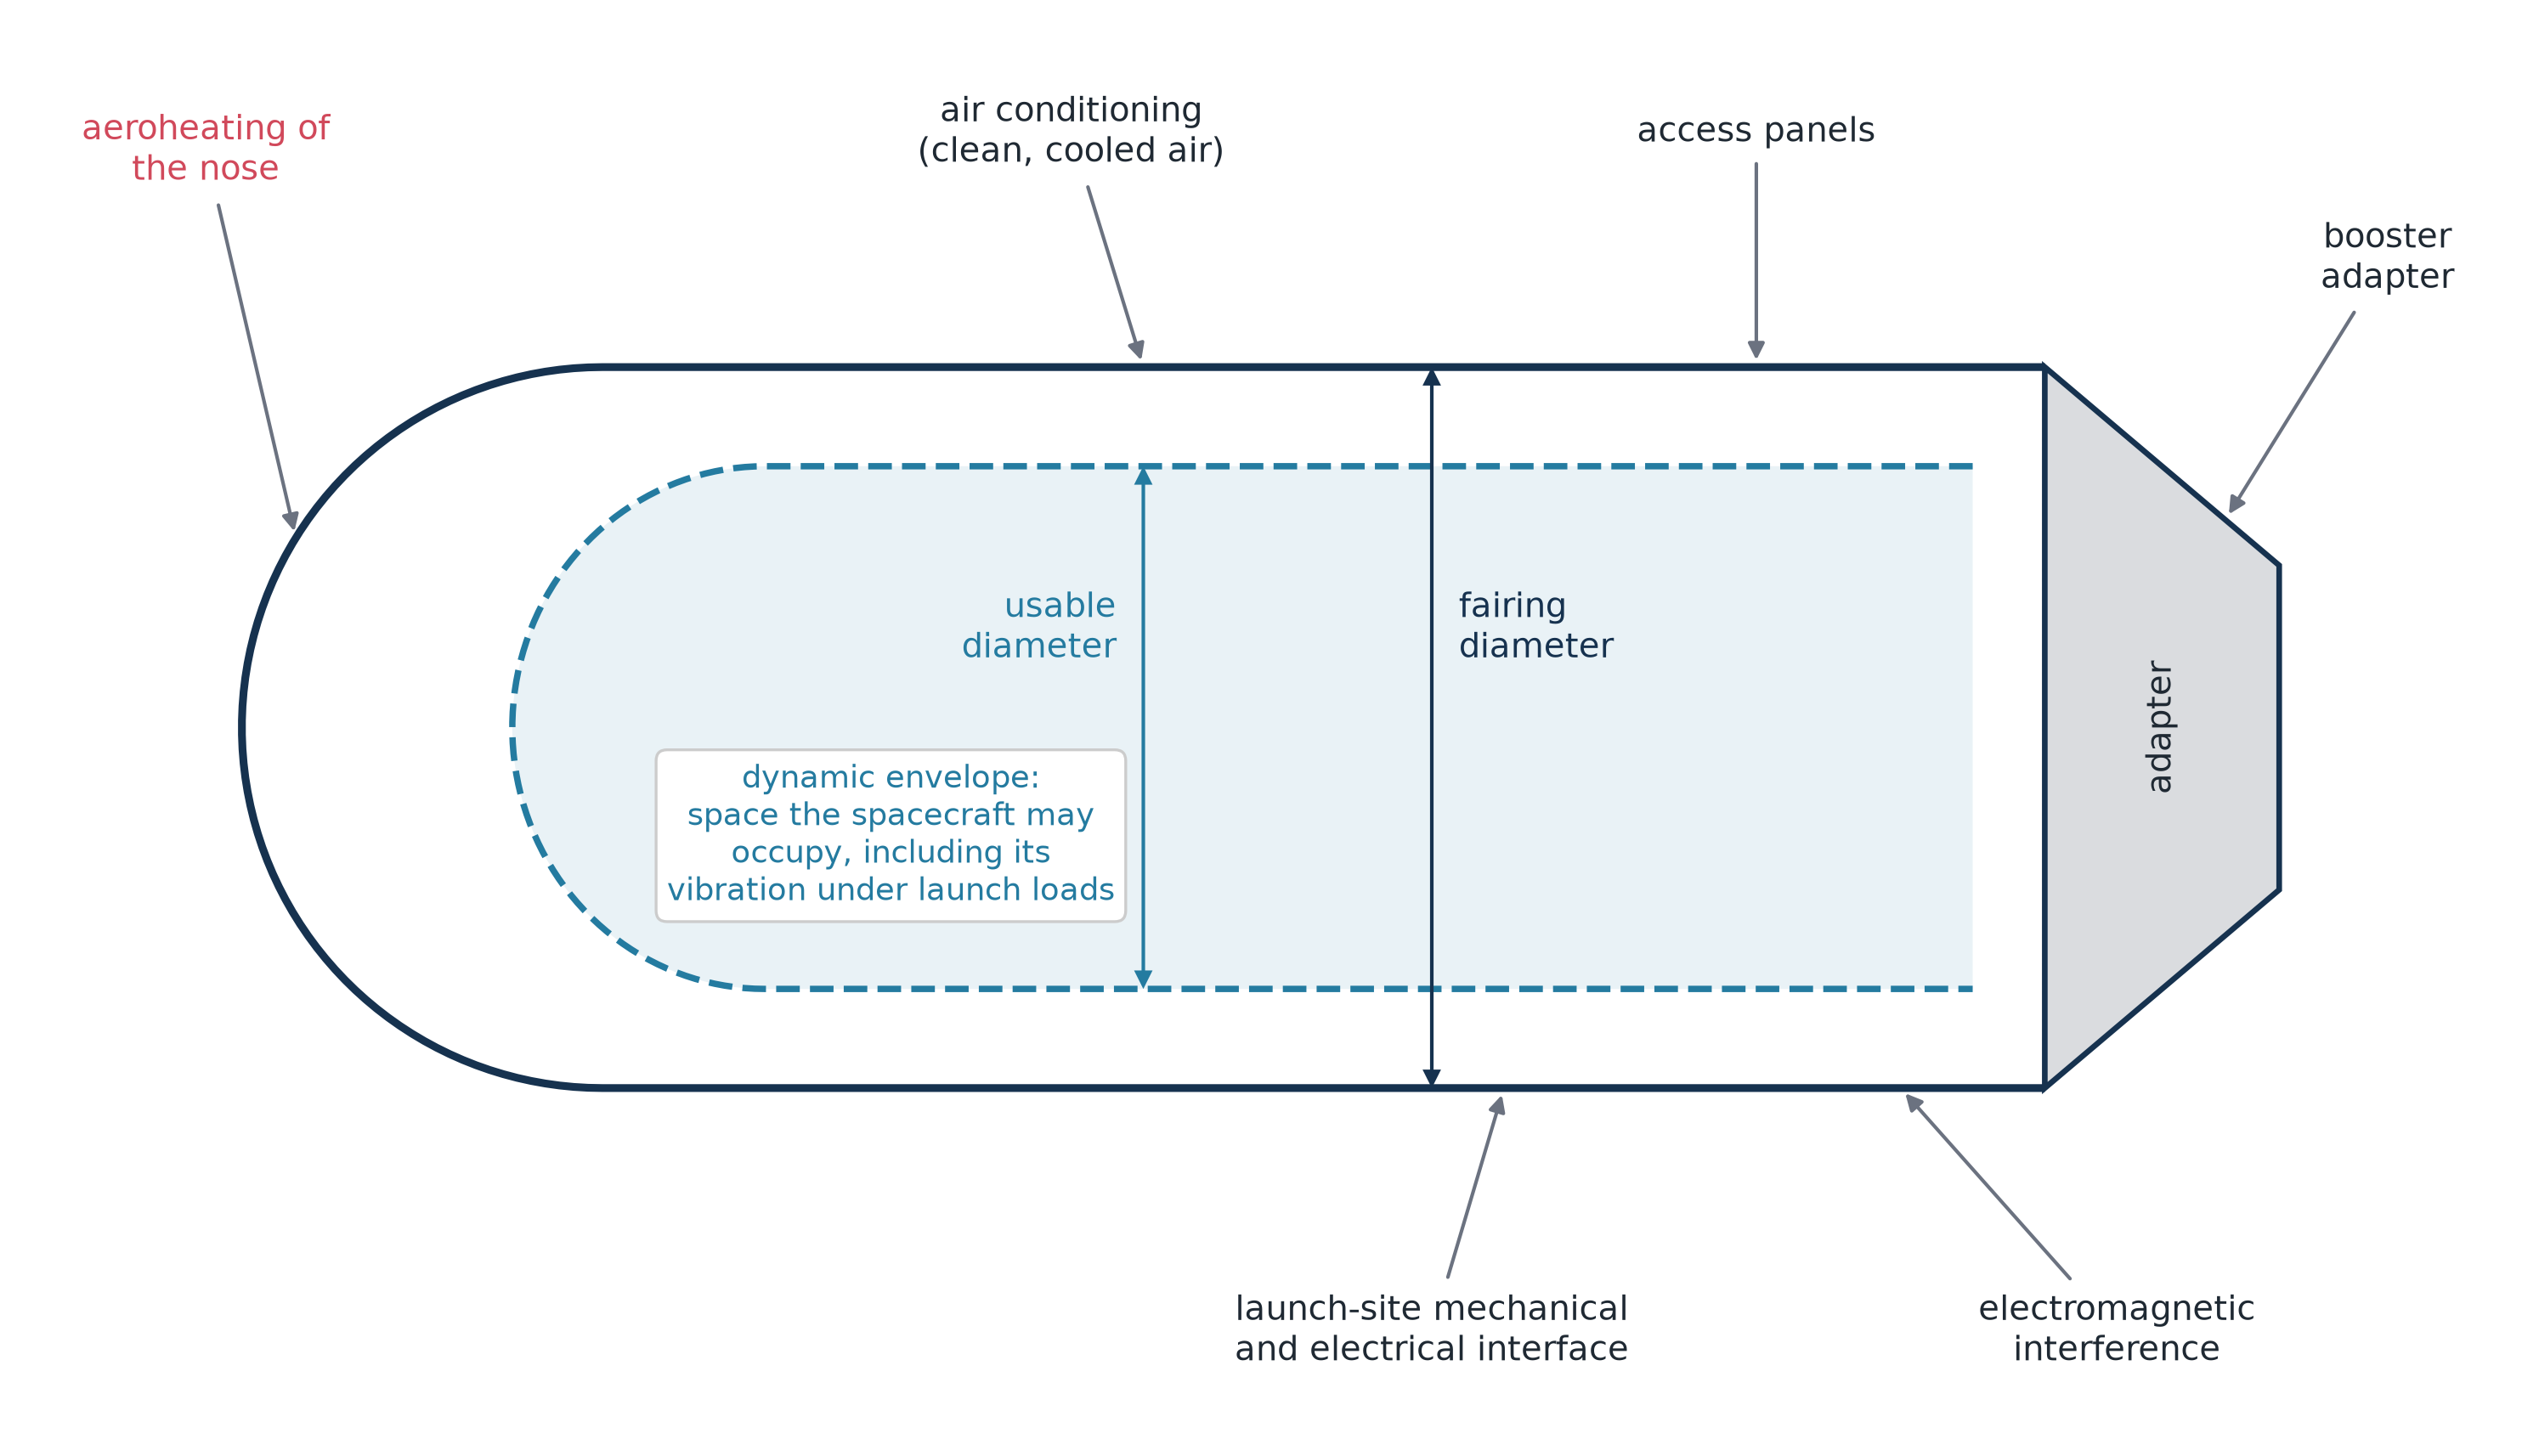 aeroheating of
the nose
air conditioning
(clean, cooled air)
access panels
booster
adapter
usable
diameter
fairing
diameter
dynamic envelope:
space the spacecraft may
occupy, including its
vibration under launch loads
adapter
launch-site mechanical
and electrical interface
electromagnetic
interference